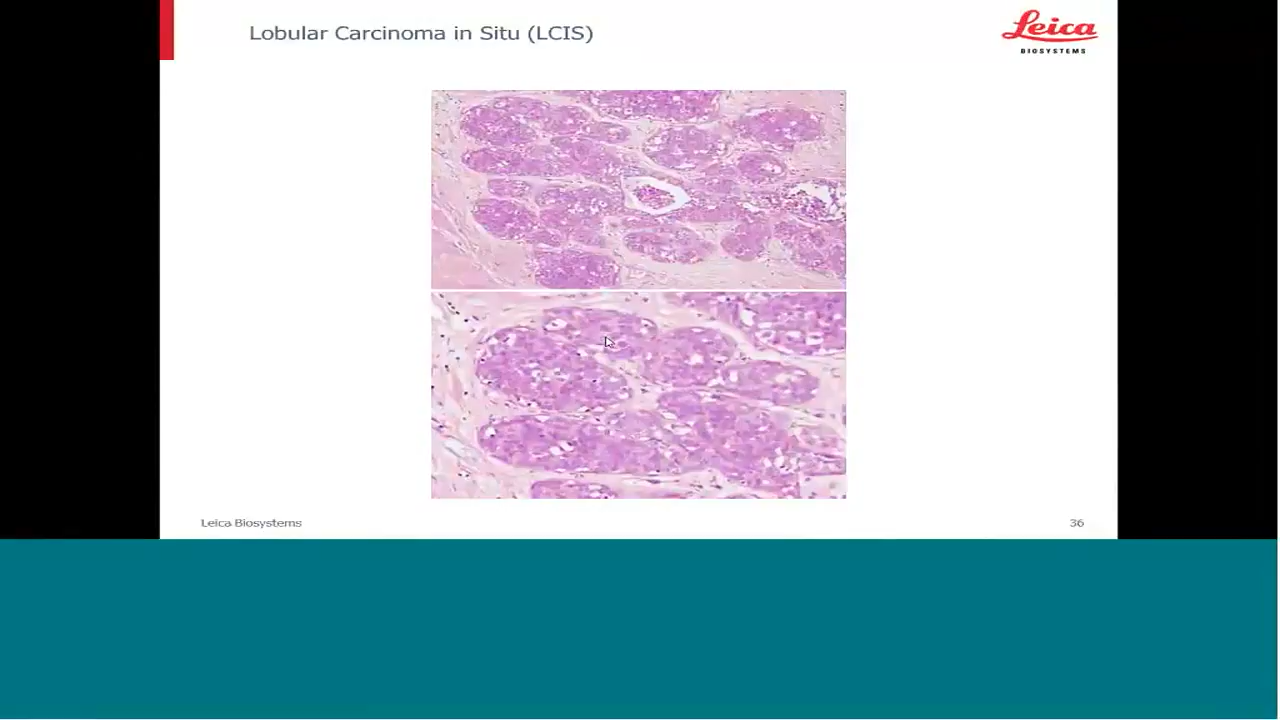 Lobular Carcinoma in Situ (LCIS)
Leica
BIOSYSTEMS
Leica Biosystems
36